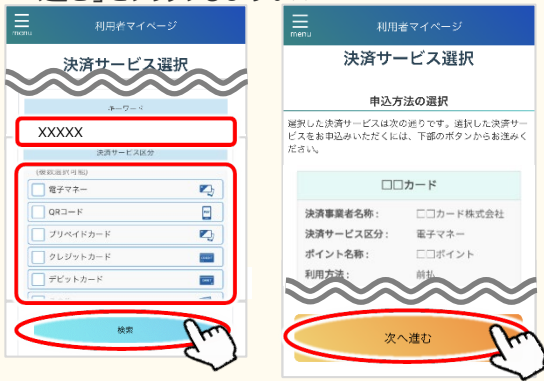 menu
利用者マイページ
決済サービス選択
キーワード
XXXXX
決済サービス区分
(複数選択可能)
電子マネー
QRコード
プリペイドカード
クレジットカード
デビットカード
検索
menu
利用者マイページ
決済サービス選択
申込方法の選択
選択した決済サービスは次の通りです。選択した決済サー
ビスをお申込みいただくには、下部のボタンからお進みく
ださい。
□□カード
決済事業者名称： □□カード株式会社
決済サービス区分： 電子マネー
ポイント名称： □□ポイント
利用方法： 前払
次へ進む